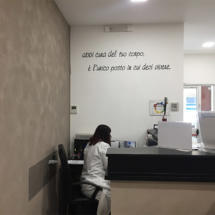 abbi cura del tuo corpo,
è l'unico posto in cui devi vivere.